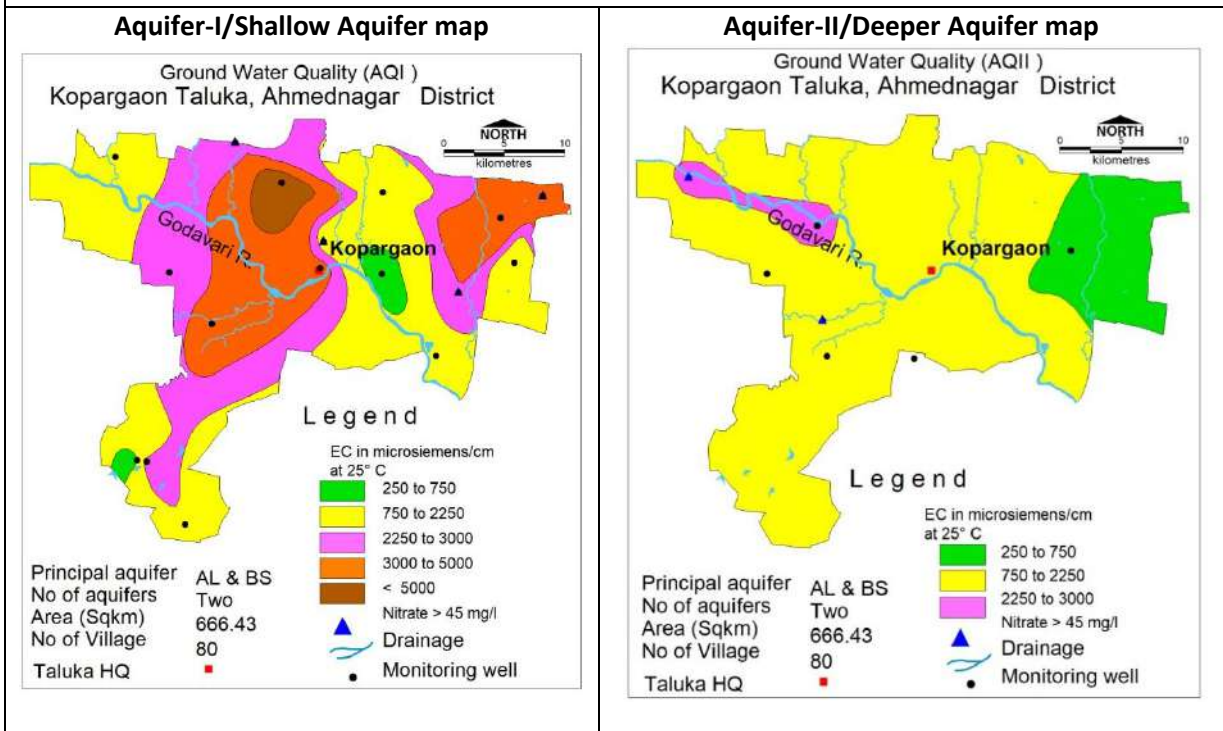 Aquifer-I/Shallow Aquifer map
Ground Water Quality (AQI )
Kopargaon Taluka, Ahmednagar District
NORTH
0 5 10
kilometres
Godavari R.
Kopargaon
Legend
EC in microsiemens/cm
at 25° C
250 to 750
750 to 2250
2250 to 3000
3000 to 5000
< 5000
Nitrate > 45 mg/l
Drainage
Monitoring well
Principal aquifer AL & BS
No of aquifers Two
Area (Sqkm) 666.43
No of Village 80
Taluka HQ
Aquifer-II/Deeper Aquifer map
Ground Water Quality (AQII)
Kopargaon Taluka, Ahmednagar District
NORTH
0 5 10
kilometres
Godavari R.
Kopargaon
Legend
EC in microsiemens/cm
at 25° C
250 to 750
750 to 2250
2250 to 3000
Nitrate > 45 mg/l
Drainage
Monitoring well
Principal aquifer AL & BS
No of aquifers Two
Area (Sqkm) 666.43
No of Village 80
Taluka HQ